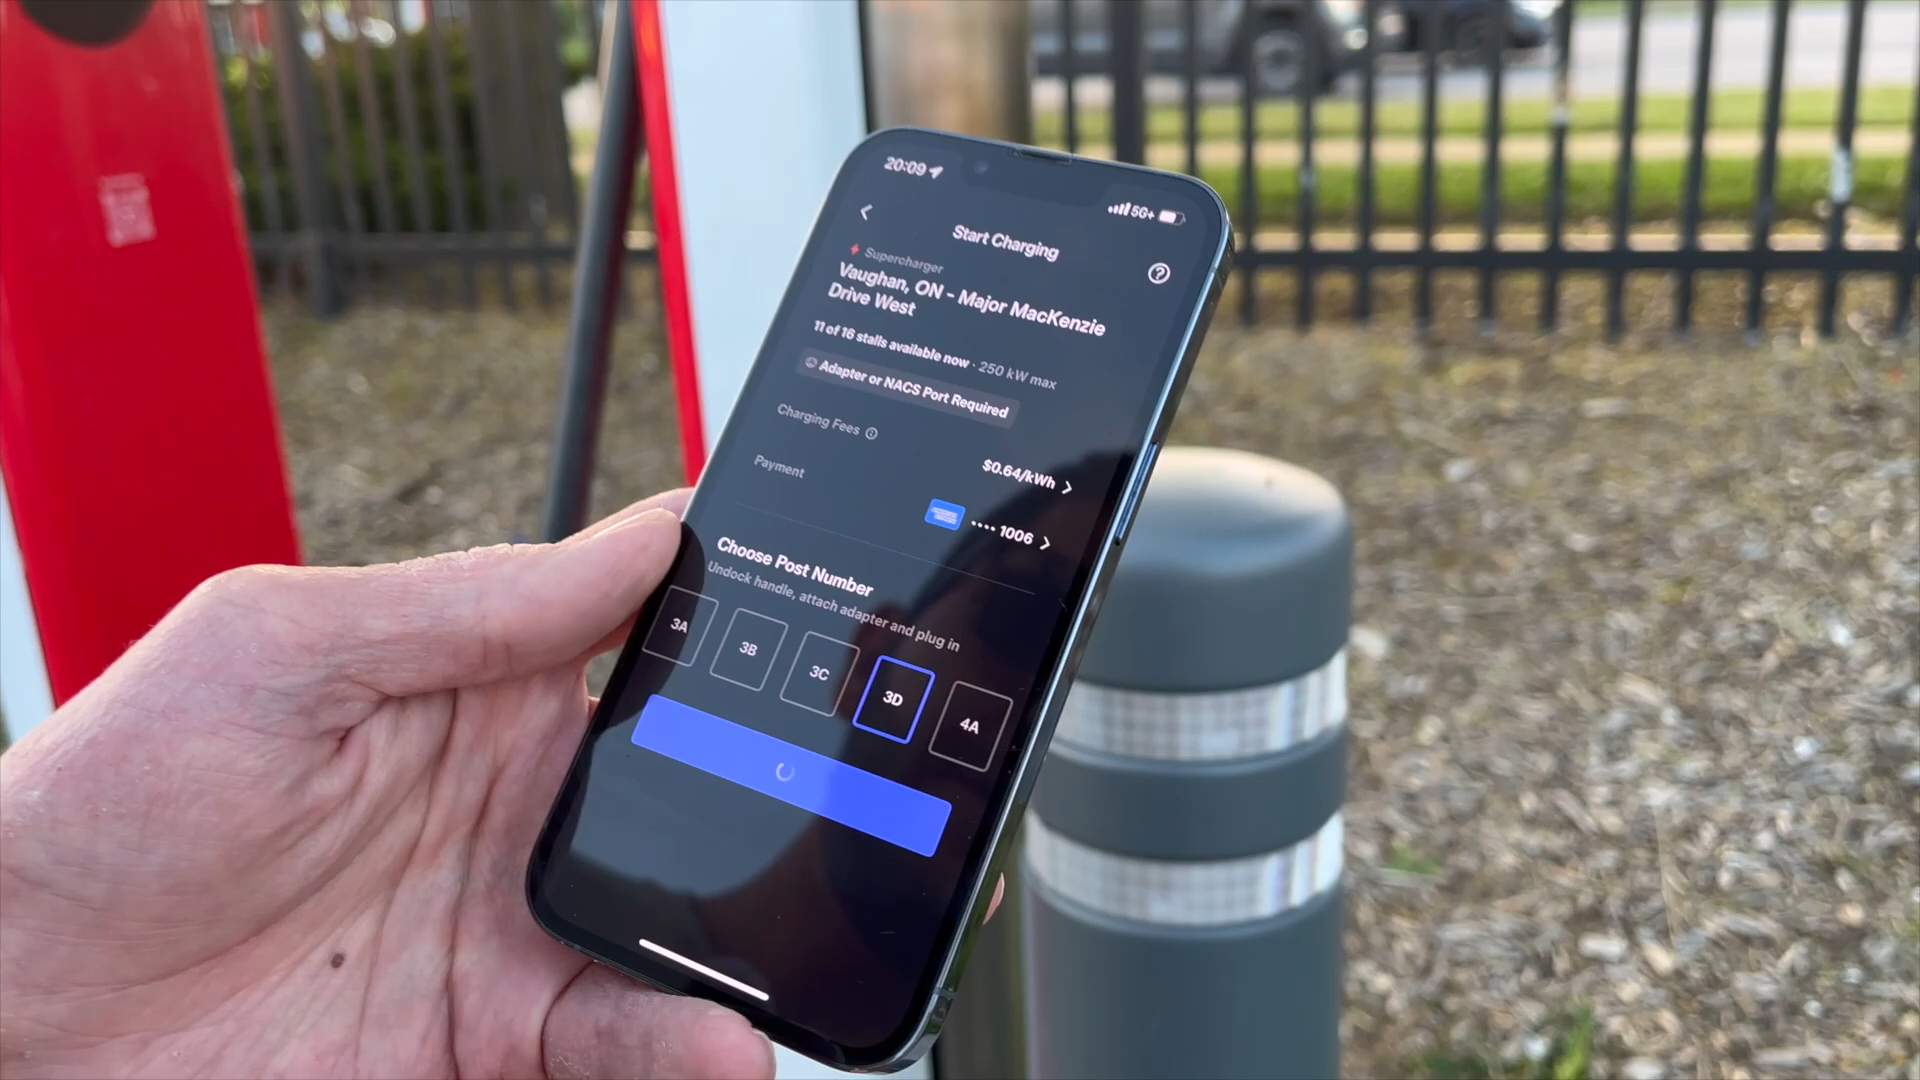 20:09
5G+
Start Charging
Supercharger
Vaughan, ON - Major MacKenzie
Drive West
11 of 16 stalls available now · 250 kW max
Adapter or NACS Port Required
Charging Fees
$0.64/kWh
Payment
•••• 1006
Choose Post Number
Undock handle, attach adapter and plug in
3A
3B
3C
3D
4A